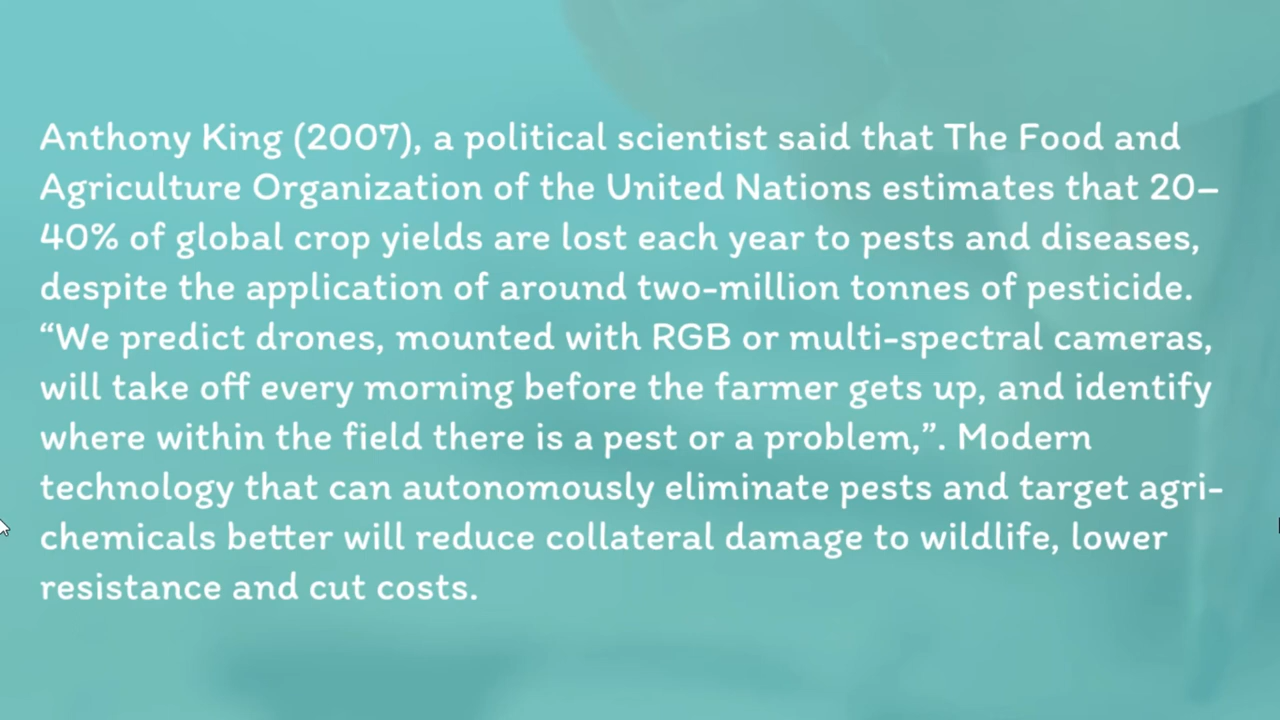 Anthony King (2007), a political scientist said that The Food and
Agriculture Organization of the United Nations estimates that 20–
40% of global crop yields are lost each year to pests and diseases,
despite the application of around two-million tonnes of pesticide.
“We predict drones, mounted with RGB or multi-spectral cameras,
will take off every morning before the farmer gets up, and identify
where within the field there is a pest or a problem,”. Modern
technology that can autonomously eliminate pests and target agri-
chemicals better will reduce collateral damage to wildlife, lower
resistance and cut costs.